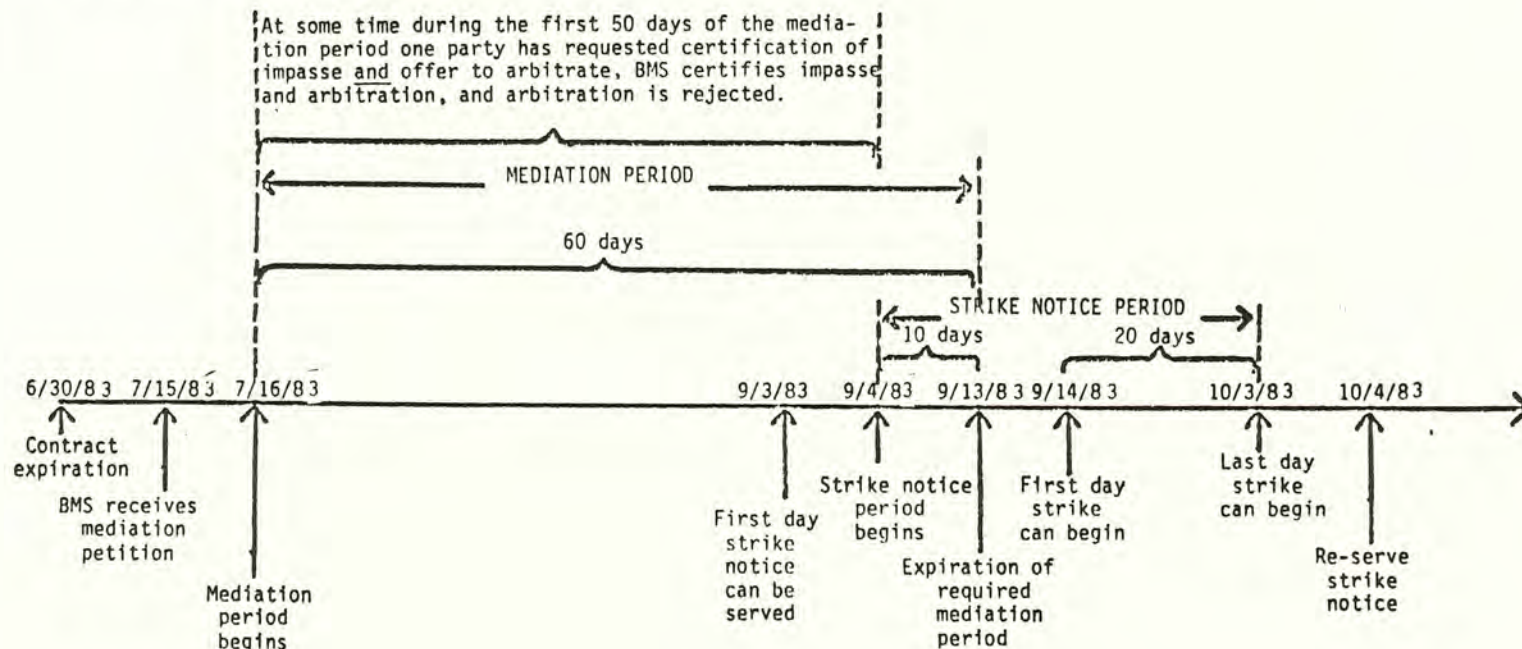 At some time during the first 50 days of the media-
tion period one party has requested certification of
impasse and offer to arbitrate, BMS certifies impasse
and arbitration, and arbitration is rejected.
MEDIATION PERIOD
60 days
STRIKE NOTICE PERIOD
10 days
20 days
6/30/83
7/15/83
7/16/83
9/3/83
9/4/83
9/13/83
9/14/83
10/3/83
10/4/83
Contract
expiration
BMS receives
mediation
petition
Mediation
period
begins
First day
strike
notice
can be
served
Strike notice
period
begins
Expiration of
required
mediation
period
First day
strike
can begin
Last day
strike
can begin
Re-serve
strike
notice